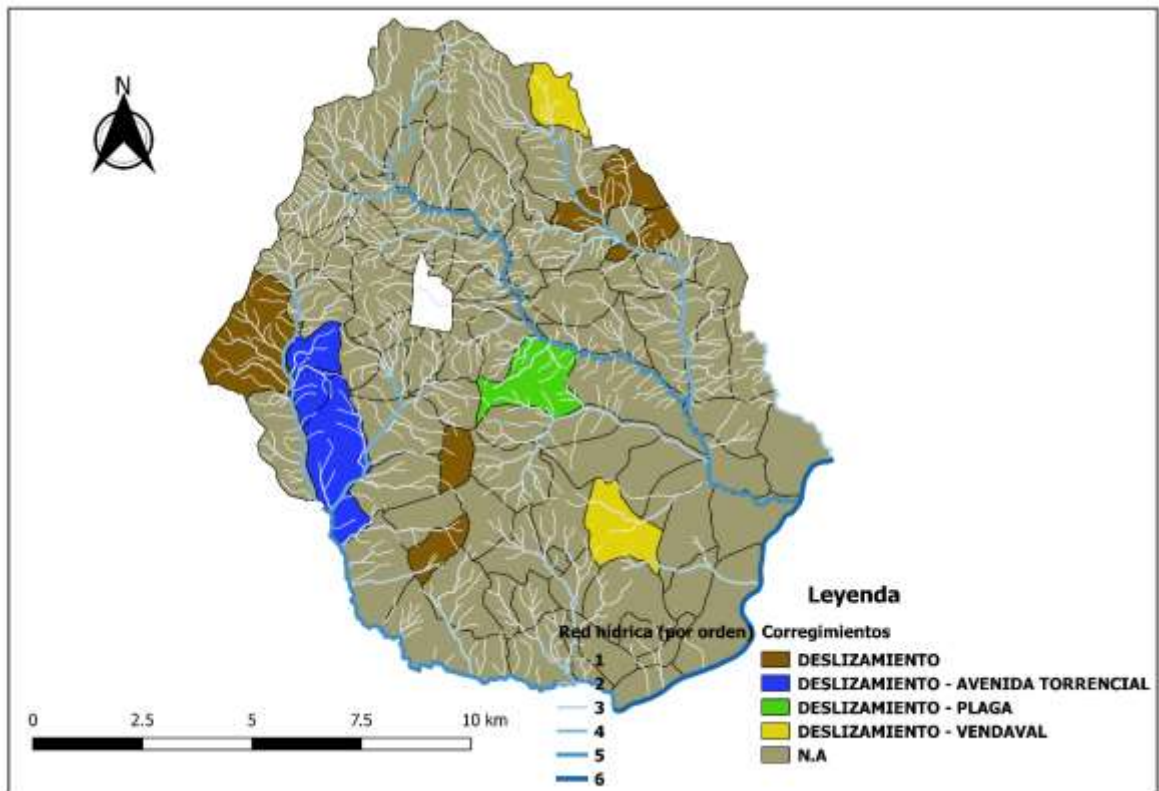 N
Leyenda
Red hídrica (por orden)
1
2
3
4
5
6
Corregimientos
DESLIZAMIENTO
DESLIZAMIENTO - AVENIDA TORRENCIAL
DESLIZAMIENTO - PLAGA
DESLIZAMIENTO - VENDAVAL
N.A
0 2.5 5 7.5 10 km